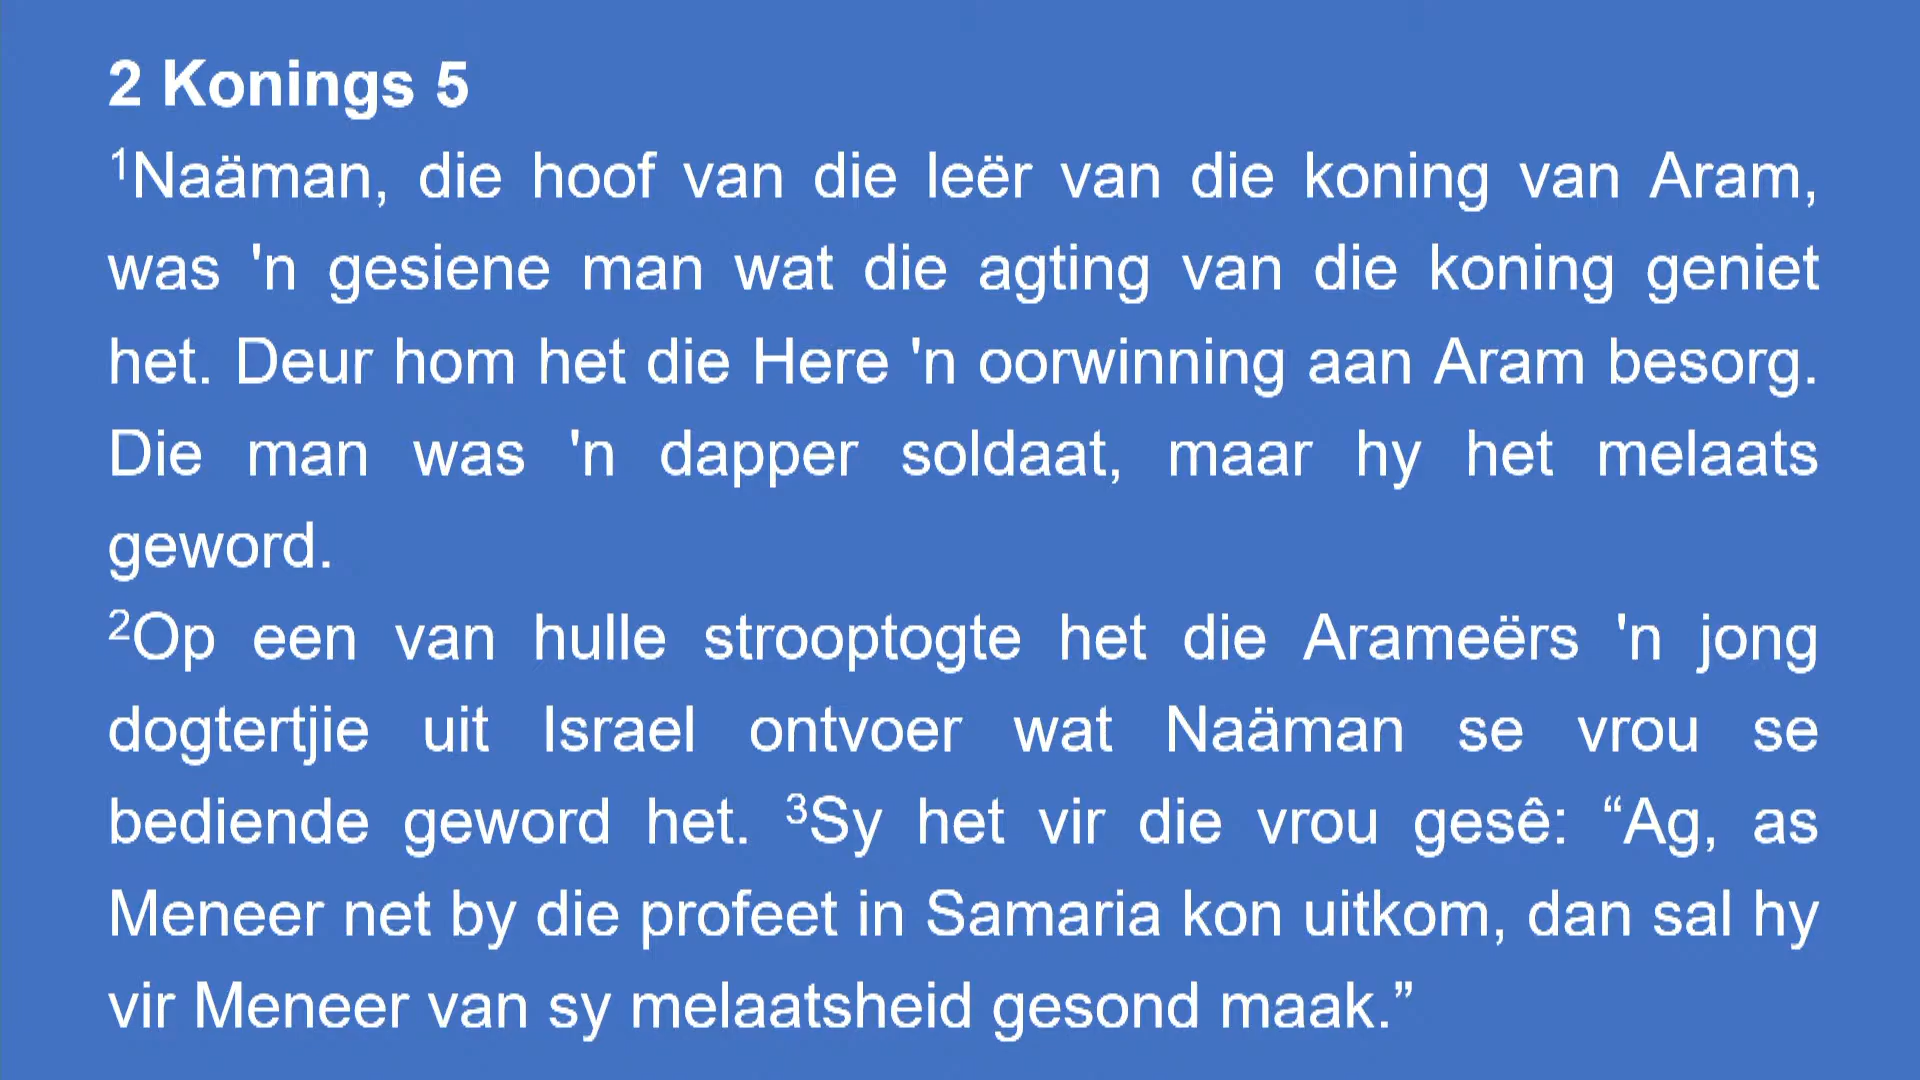 2 Konings 5
¹Naäman, die hoof van die leër van die koning van Aram,
was 'n gesiene man wat die agting van die koning geniet
het. Deur hom het die Here 'n oorwinning aan Aram besorg.
Die man was 'n dapper soldaat, maar hy het melaats
geword.
²Op een van hulle strooptogte het die Arameërs 'n jong
dogtertjie uit Israel ontvoer wat Naäman se vrou se
bediende geword het. ³Sy het vir die vrou gesê: “Ag, as
Meneer net by die profeet in Samaria kon uitkom, dan sal hy
vir Meneer van sy melaatsheid gesond maak.”